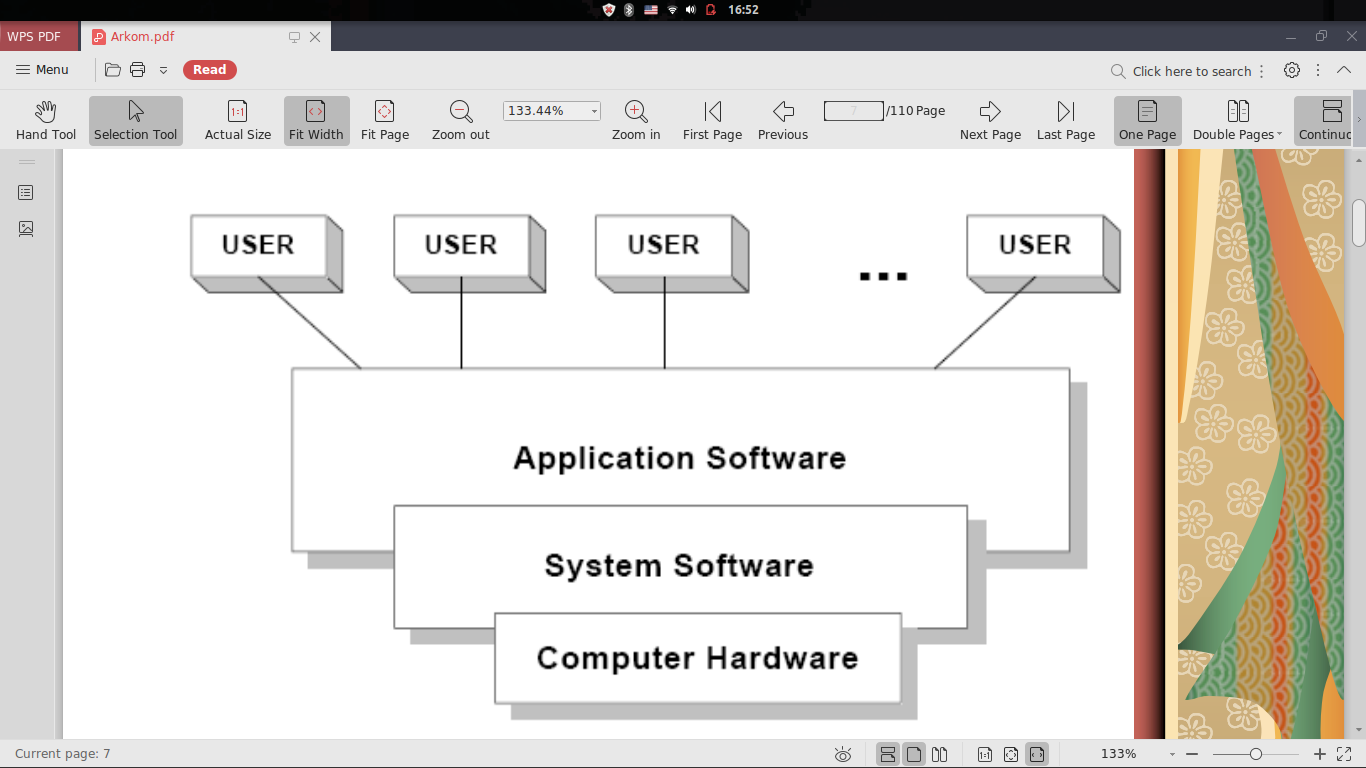 16:52
WPS PDF
Arkom.pdf
Menu
Read
Click here to search
Hand Tool
Selection Tool
1:1
Actual Size
Fit Width
Fit Page
Zoom out
133.44%
Zoom in
First Page
Previous
7
/110 Page
Next Page
Last Page
One Page
Double Pages
Continuc
USER
USER
USER
...
USER
Application Software
System Software
Computer Hardware
Current page: 7
1:1
133%